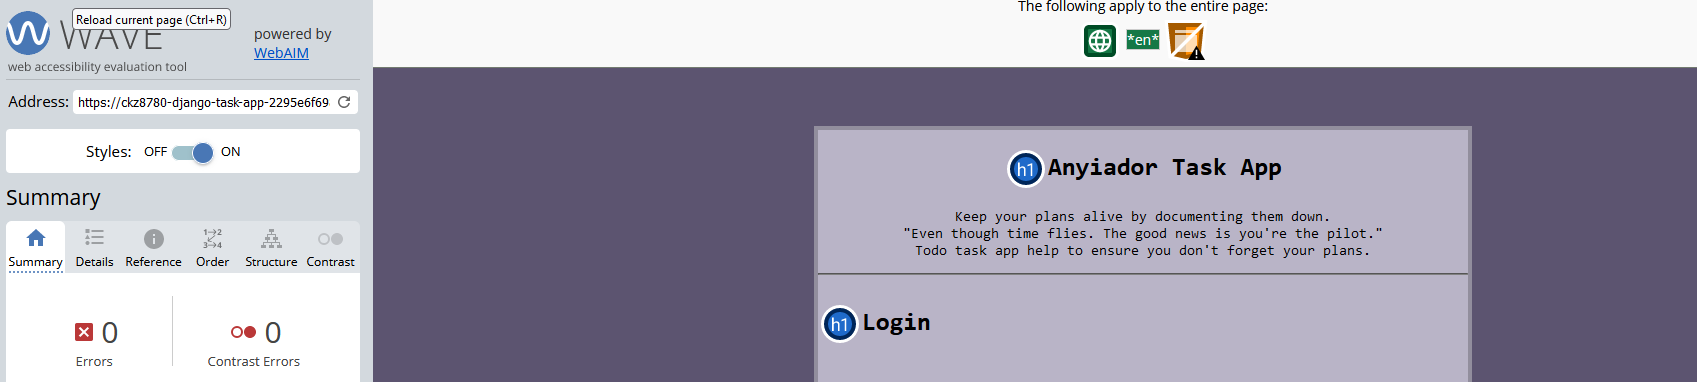 Reload current page (Ctrl+R)
WAVE
powered by
WebAIM
web accessibility evaluation tool
Address: https://ckz8780-django-task-app-2295e6f69
Styles: OFF ON
Summary
1→2
3→4
Summary Details Reference Order Structure Contrast
0 0
Errors Contrast Errors
The following apply to the entire page:
*en*
h1 Anyiador Task App
Keep your plans alive by documenting them down.
"Even though time flies. The good news is you're the pilot."
Todo task app help to ensure you don't forget your plans.
h1 Login